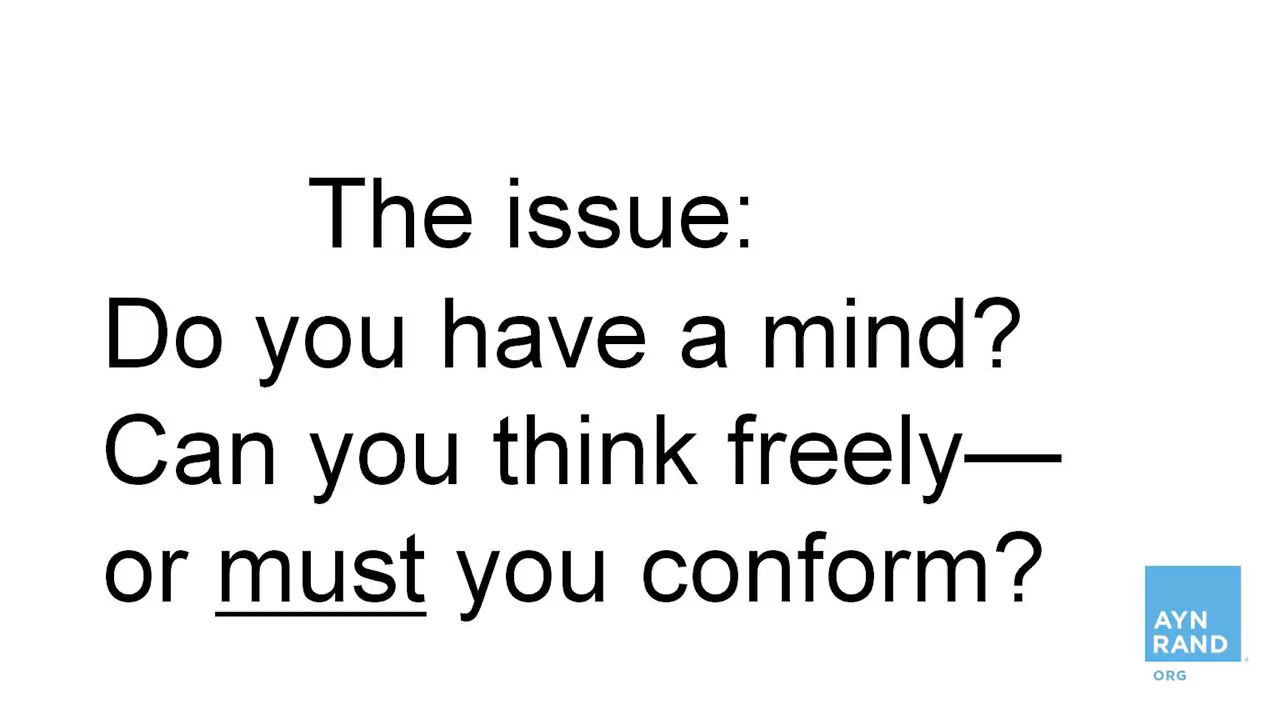 The issue:
Do you have a mind?
Can you think freely—
or must you conform?
AYN
RAND
ORG